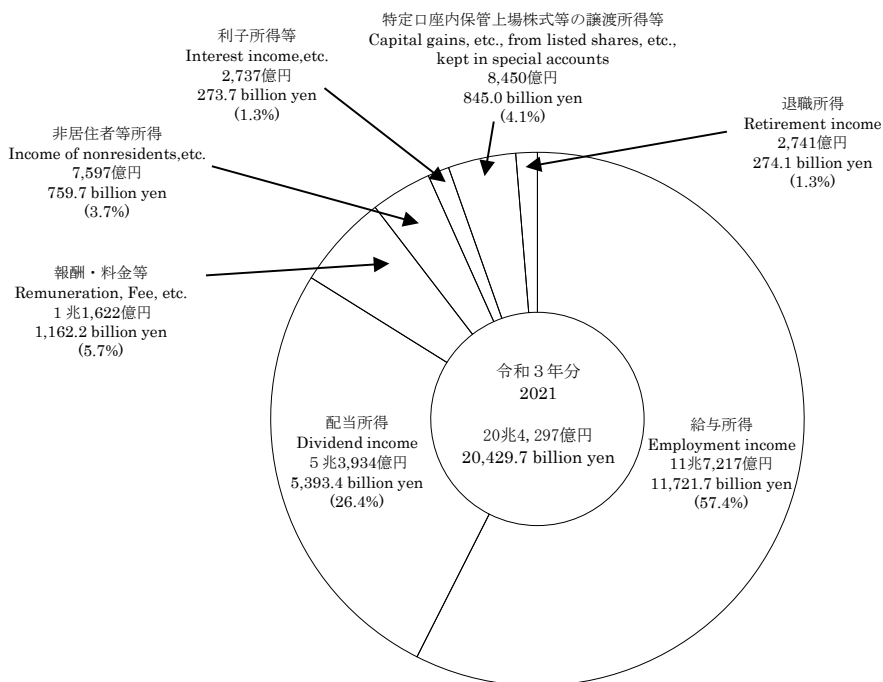 特定口座内保管上場株式等の譲渡所得等
Capital gains, etc., from listed shares, etc.,
kept in special accounts
8,450億円
845.0 billion yen
(4.1%)
利子所得等
Interest income,etc.
2,737億円
273.7 billion yen
(1.3%)
退職所得
Retirement income
2,741億円
274.1 billion yen
(1.3%)
非居住者等所得
Income of nonresidents,etc.
7,597億円
759.7 billion yen
(3.7%)
報酬・料金等
Remuneration, Fee, etc.
1兆1,622億円
1,162.2 billion yen
(5.7%)
令和3年分
2021
20兆4,297億円
20,429.7 billion yen
配当所得
Dividend income
5兆3,934億円
5,393.4 billion yen
(26.4%)
給与所得
Employment income
11兆7,217億円
11,721.7 billion yen
(57.4%)